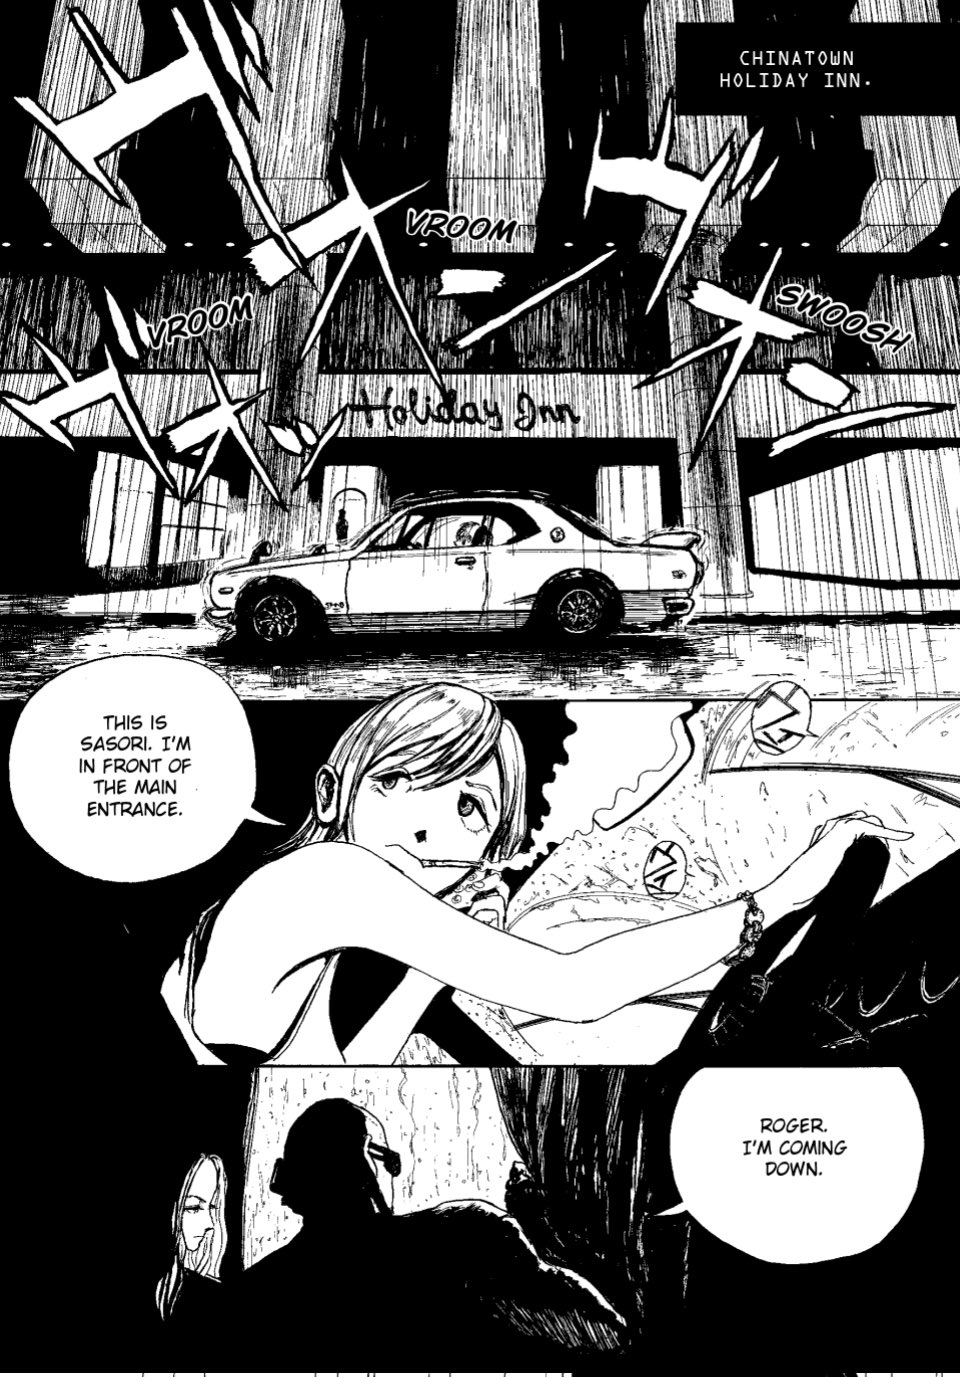 CHINATOWN
HOLIDAY INN.
VROOM
VROOM
SWOOSH
Holiday Inn
THIS IS
SASORI. I'M
IN FRONT OF
THE MAIN
ENTRANCE.
ROGER.
I'M COMING
DOWN.